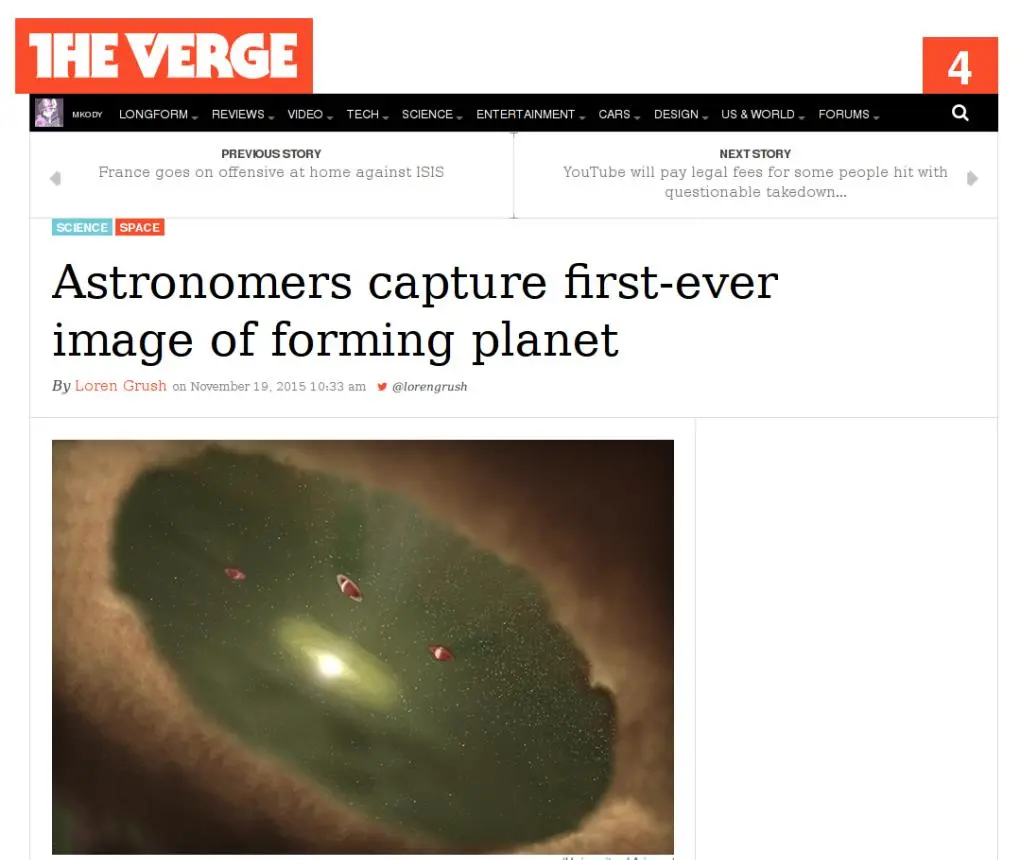 THE VERGE
4
MKODY LONGFORM REVIEWS VIDEO TECH SCIENCE ENTERTAINMENT CARS DESIGN US & WORLD FORUMS
PREVIOUS STORY
France goes on offensive at home against ISIS
NEXT STORY
YouTube will pay legal fees for some people hit with
questionable takedown...
SCIENCE SPACE
Astronomers capture first-ever
image of forming planet
By Loren Grush on November 19, 2015 10:33 am @lorengrush